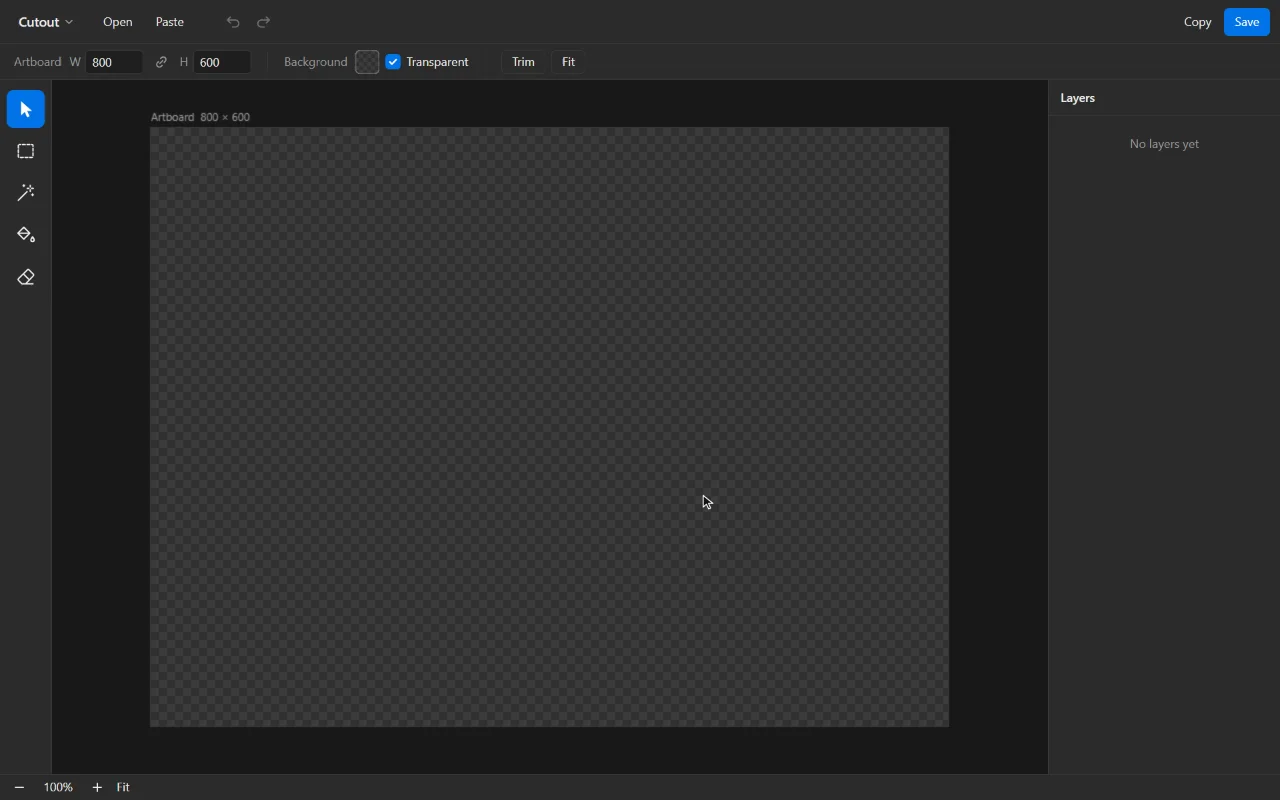 Cutout Open Paste Copy Save
Artboard W 800 H 600 Background Transparent Trim Fit
Layers
Artboard 800 × 600
No layers yet
− 100% + Fit